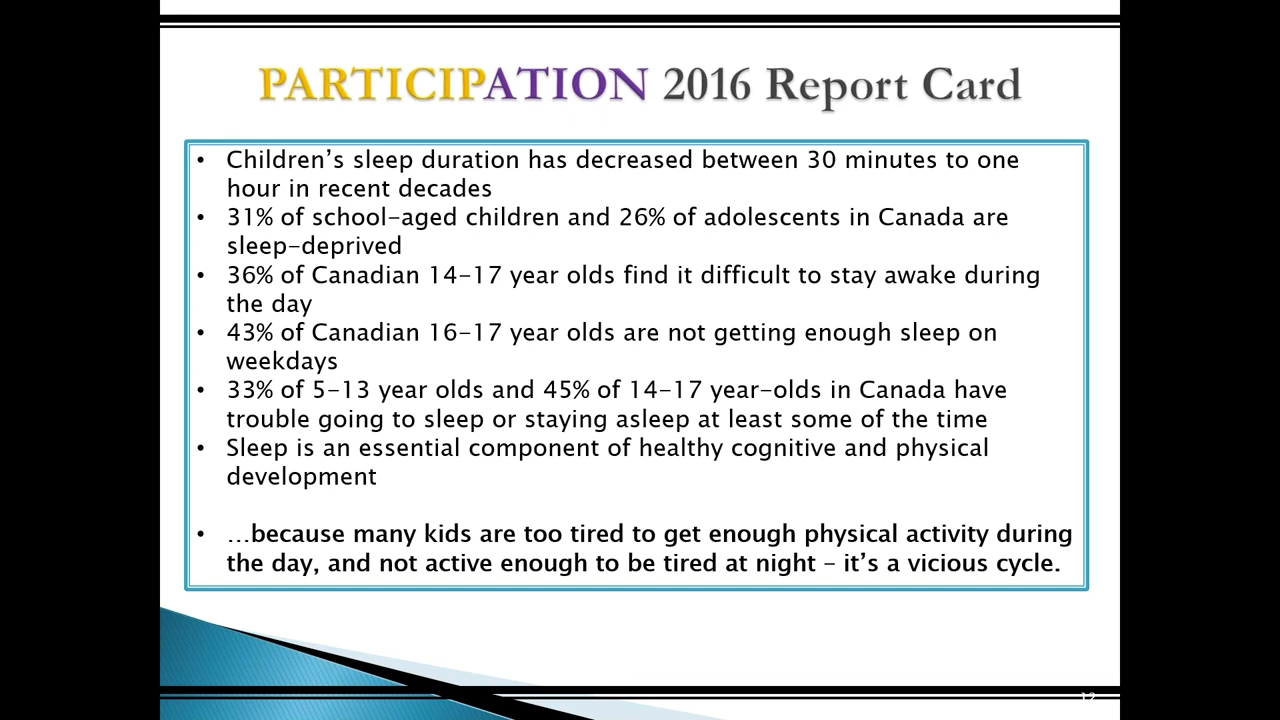 PARTICIPATION 2016 Report Card
• Children’s sleep duration has decreased between 30 minutes to one
hour in recent decades
• 31% of school-aged children and 26% of adolescents in Canada are
sleep-deprived
• 36% of Canadian 14-17 year olds find it difficult to stay awake during
the day
• 43% of Canadian 16-17 year olds are not getting enough sleep on
weekdays
• 33% of 5-13 year olds and 45% of 14-17 year-olds in Canada have
trouble going to sleep or staying asleep at least some of the time
• Sleep is an essential component of healthy cognitive and physical
development
• …because many kids are too tired to get enough physical activity during
the day, and not active enough to be tired at night – it’s a vicious cycle.